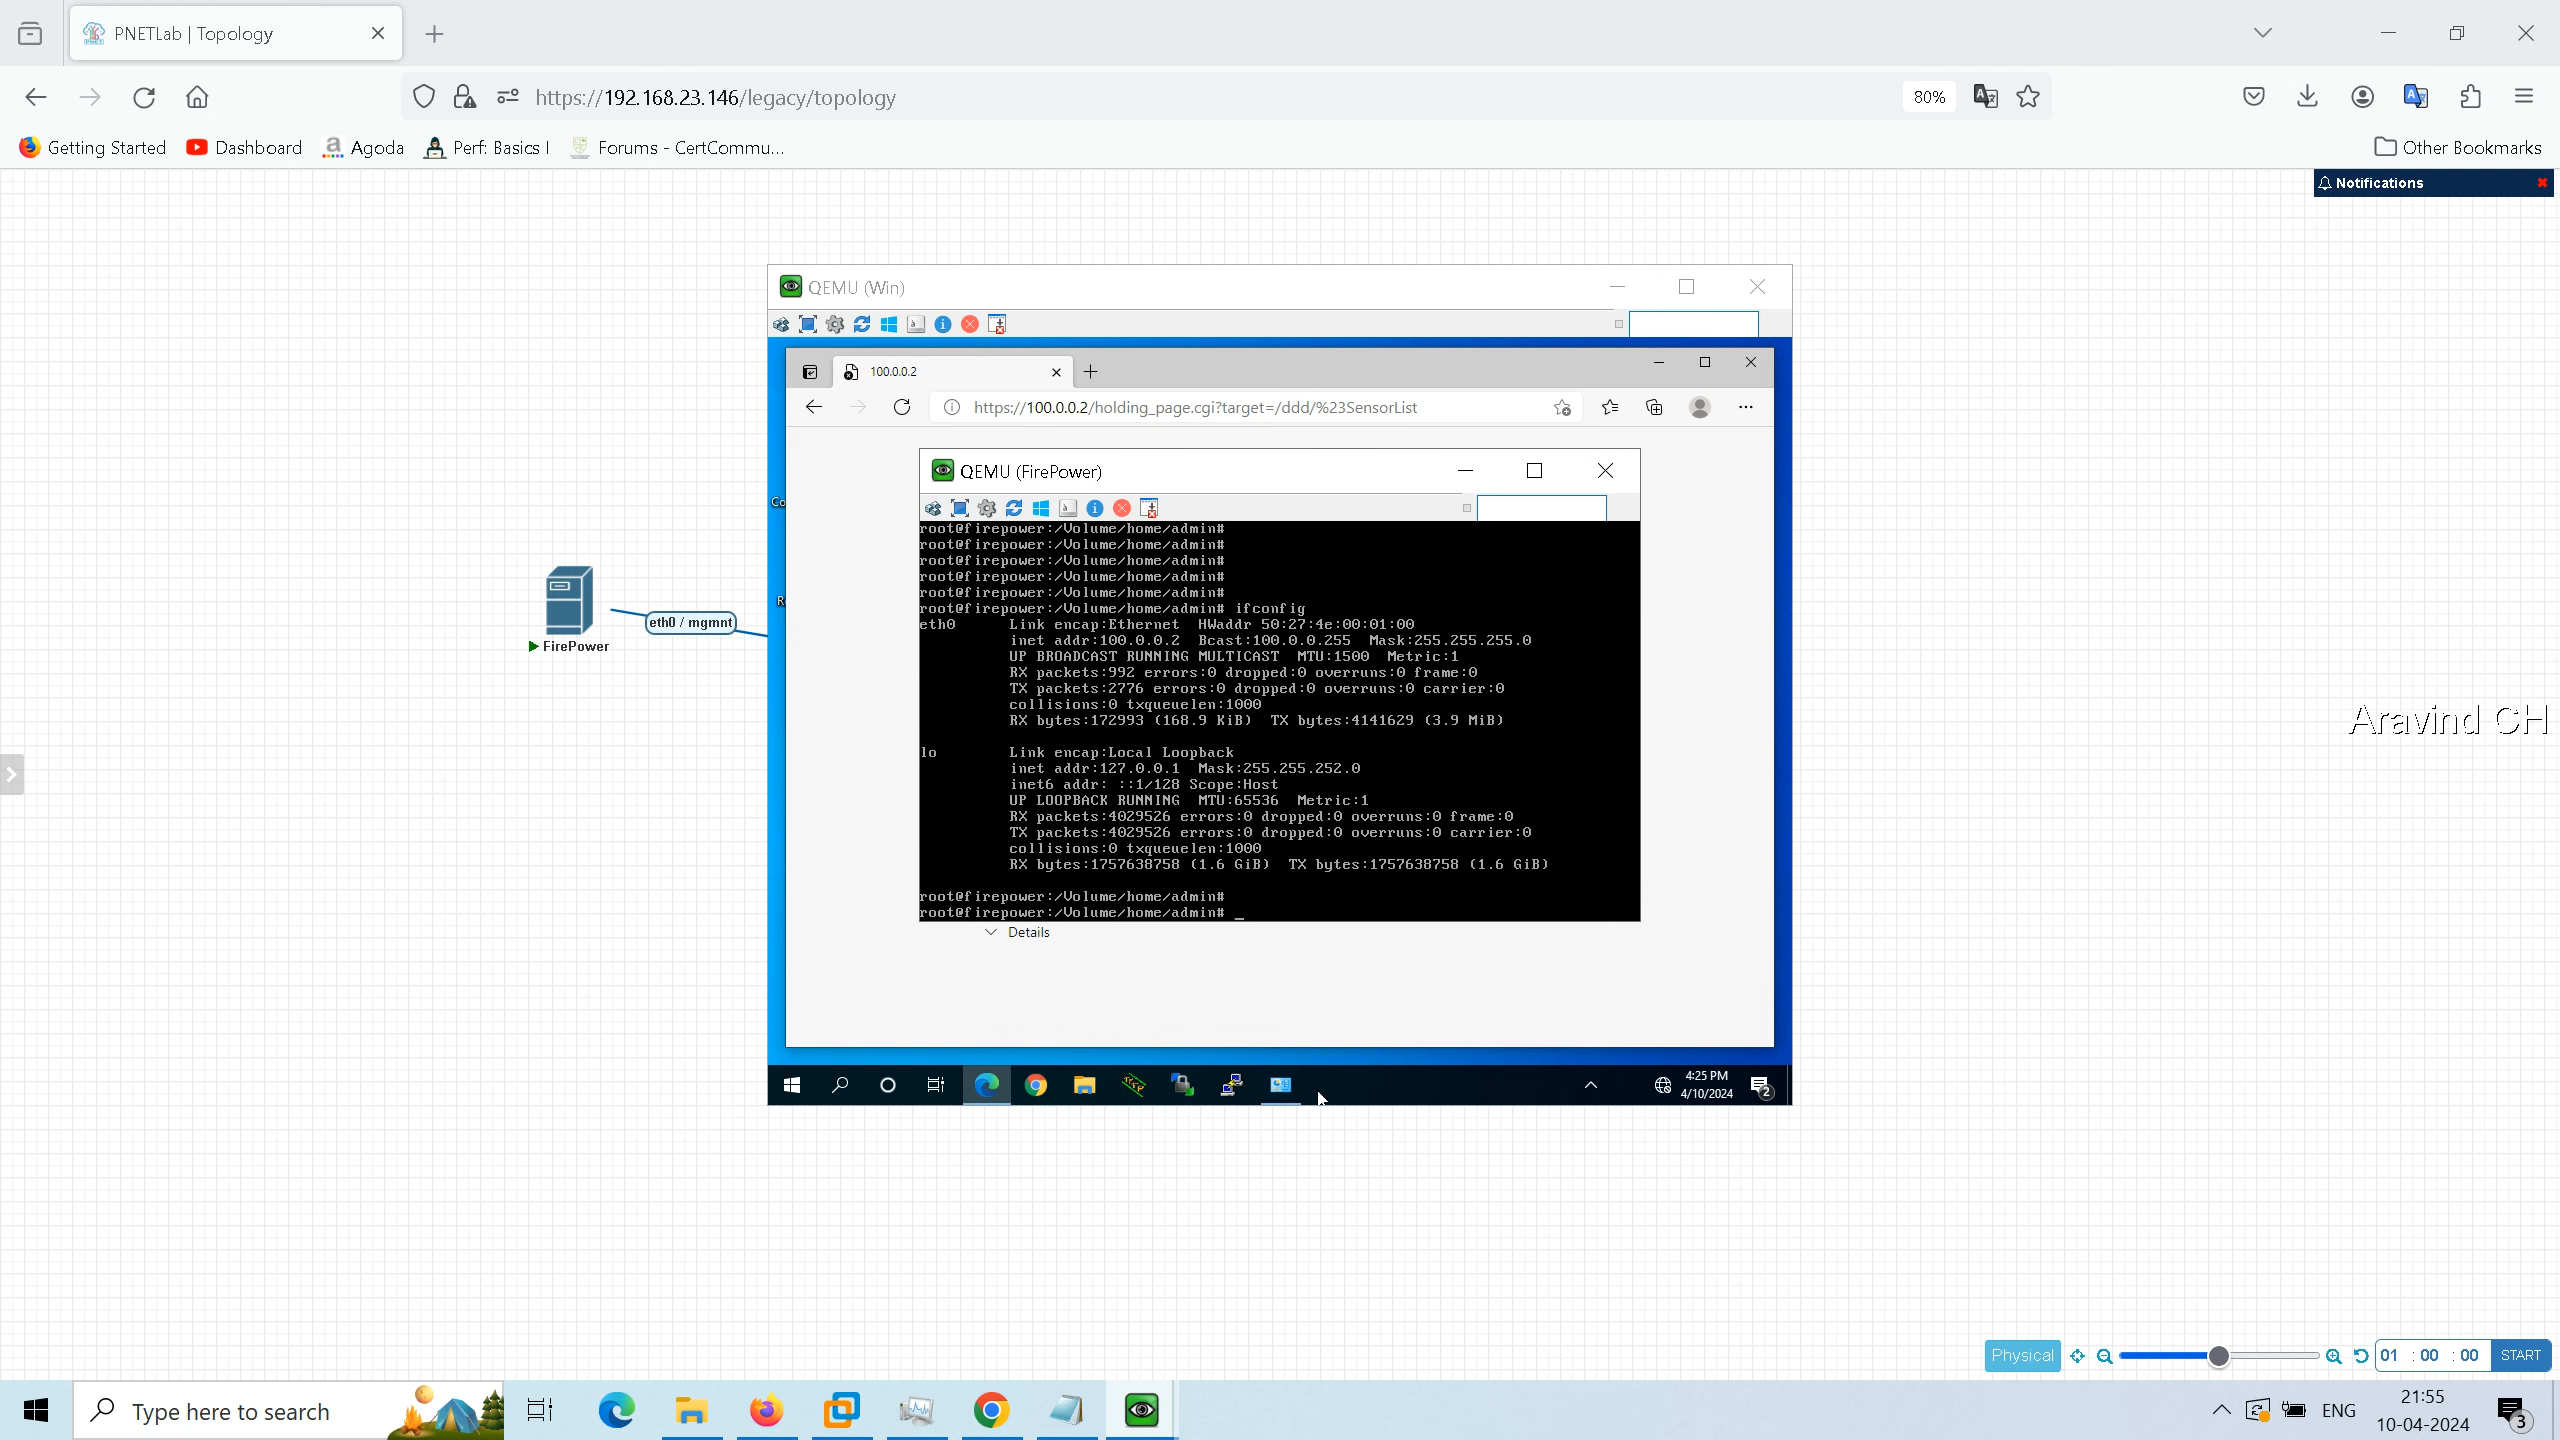 PNETLab | Topology
https://192.168.23.146/legacy/topology
80%
Getting Started
Dashboard
Agoda
Perf: Basics I
Forums - CertCommu...
Other Bookmarks
Notifications
QEMU (Win)
100.0.0.2
https://100.0.0.2/holding_page.cgi?target=/ddd/%23SensorList
QEMU (FirePower)
root@firepower:/Volume/home/admin#
root@firepower:/Volume/home/admin#
root@firepower:/Volume/home/admin#
root@firepower:/Volume/home/admin#
root@firepower:/Volume/home/admin#
root@firepower:/Volume/home/admin# ifconfig
eth0 Link encap:Ethernet HWaddr 50:27:4e:00:01:00
inet addr:100.0.0.2 Bcast:100.0.0.255 Mask:255.255.255.0
UP BROADCAST RUNNING MULTICAST MTU:1500 Metric:1
RX packets:992 errors:0 dropped:0 overruns:0 frame:0
TX packets:2776 errors:0 dropped:0 overruns:0 carrier:0
collisions:0 txqueuelen:1000
RX bytes:172993 (168.9 KiB) TX bytes:4141629 (3.9 MiB)
lo Link encap:Local Loopback
inet addr:127.0.0.1 Mask:255.255.252.0
inet6 addr: ::1/128 Scope:Host
UP LOOPBACK RUNNING MTU:65536 Metric:1
RX packets:4029526 errors:0 dropped:0 overruns:0 frame:0
TX packets:4029526 errors:0 dropped:0 overruns:0 carrier:0
collisions:0 txqueuelen:1000
RX bytes:1757638758 (1.6 GiB) TX bytes:1757638758 (1.6 GiB)
root@firepower:/Volume/home/admin#
root@firepower:/Volume/home/admin# _
Details
Co
R
eth0 / mgmnt
FirePower
Aravind CH
4:25 PM
4/10/2024
2
Physical
01 : 00 : 00
START
Type here to search
ENG
21:55
10-04-2024
3